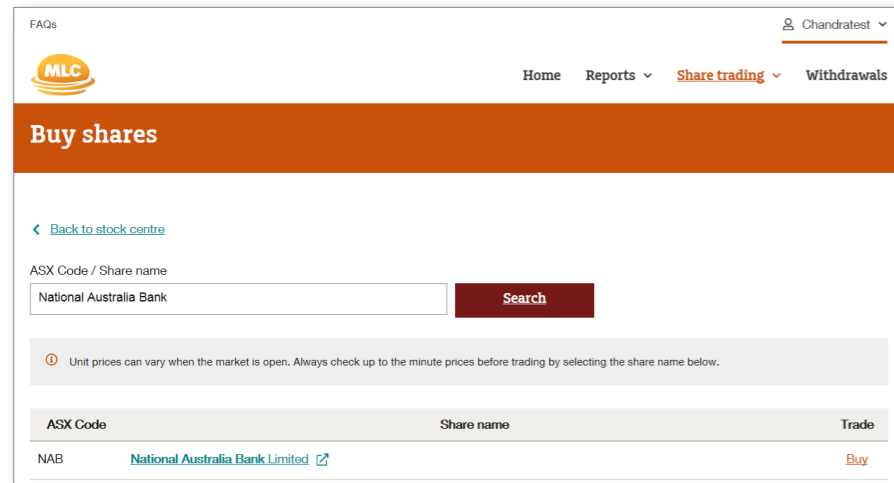 FAQs Chandratest
MLC
Home Reports Share trading Withdrawals
Buy shares
Back to stock centre
ASX Code / Share name
National Australia Bank Search
Unit prices can vary when the market is open. Always check up to the minute prices before trading by selecting the share name below.
ASX Code Share name Trade
NAB National Australia Bank Limited Buy